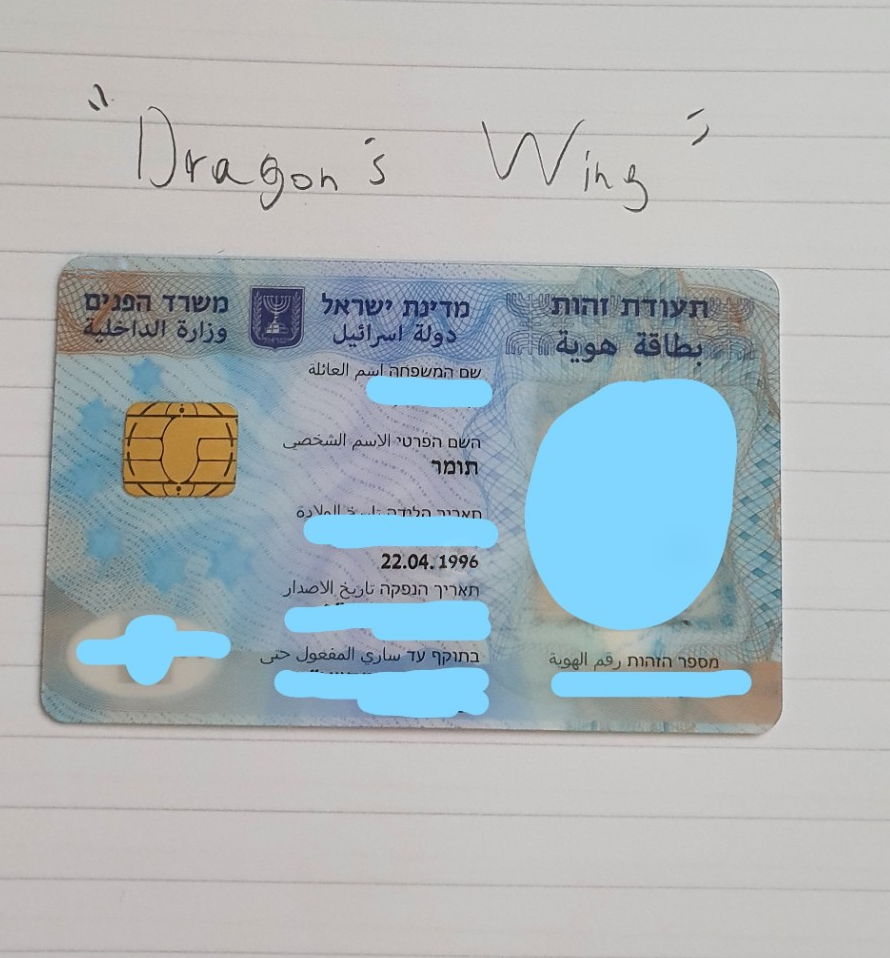 "Dragon's Wing"
תעודת זהות
بطاقة هوية
מדינת ישראל
دولة اسرائيل
משרד הפנים
وزارة الداخلية
שם המשפחה اسم العائلة
השם הפרטי الاسم الشخصي
תומר
תאריך הלידה تاريخ الولادة
22.04.1996
תאריך הנפקה تاريخ الاصدار
בתוקף עד ساري المفعول حتى
מספר הזהות رقم الهوية